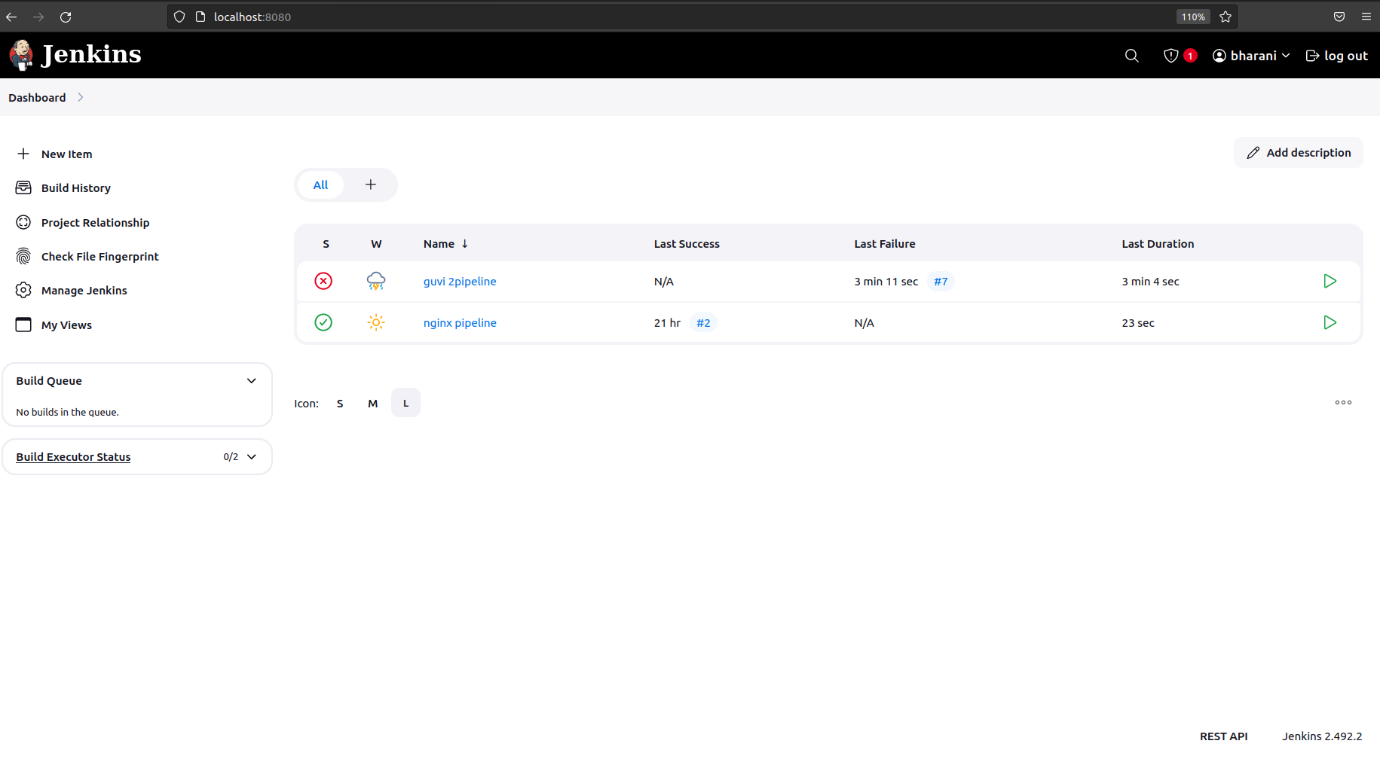 localhost:8080 110%
Jenkins 1 bharani log out
Dashboard
New Item
Build History
Project Relationship
Check File Fingerprint
Manage Jenkins
My Views
Build Queue
No builds in the queue.
Build Executor Status 0/2
Add description
All
S W Name ↓ Last Success Last Failure Last Duration
guvi 2pipeline N/A 3 min 11 sec #7 3 min 4 sec
nginx pipeline 21 hr #2 N/A 23 sec
Icon: S M L
REST API Jenkins 2.492.2